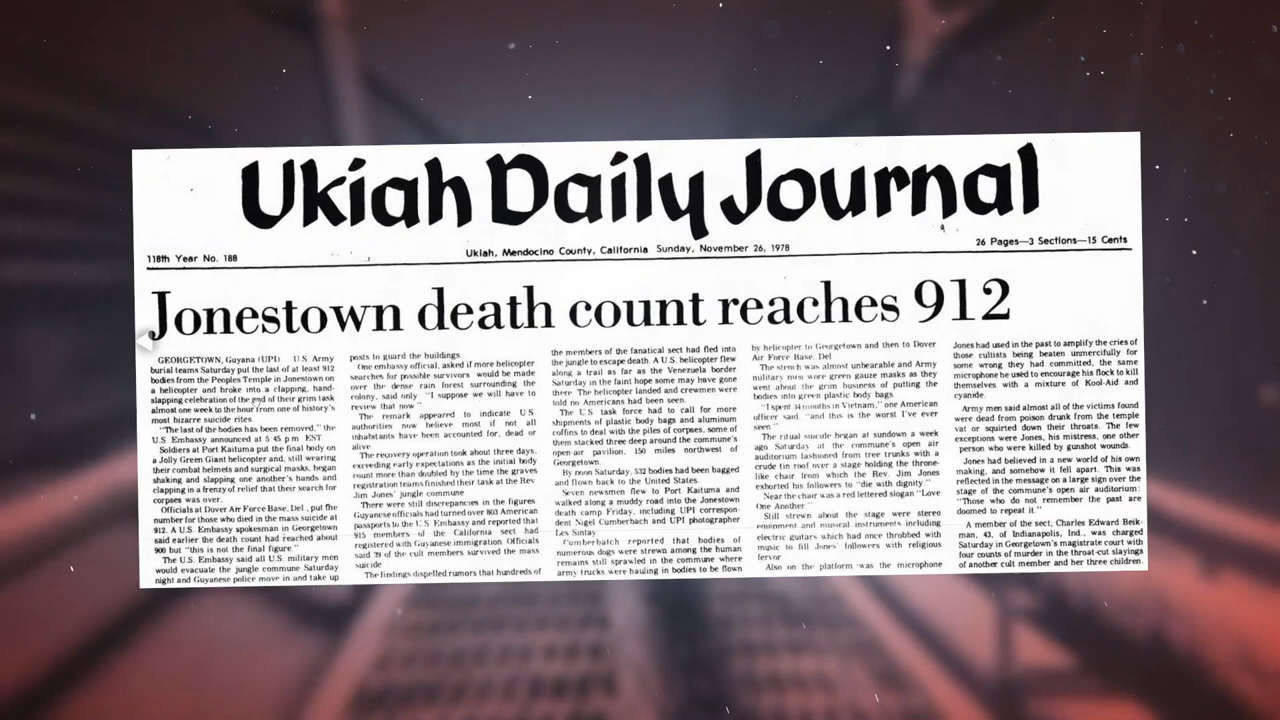 Ukiah Daily Journal
118th Year No. 188
Ukiah, Mendocino County, California Sunday, November 26, 1978
26 Pages—3 Sections—15 Cents
Jonestown death count reaches 912
GEORGETOWN, Guyana (UPI) U.S. Army
burial teams Saturday put the last of at least 912
bodies from the Peoples Temple in Jonestown on
a helicopter and broke into a clapping, hand-
slapping celebration of the end of their grim task
almost one week to the hour from one of history's
most bizarre suicide rites.
"The last of the bodies has been removed," the
U.S. Embassy announced at 5:45 p.m. EST.
Soldiers at Port Kaituma put the final body on
a Jolly Green Giant helicopter and, still wearing
their combat helmets and surgical masks, began
shaking and slapping one another's hands and
clapping in a frenzy of relief that their search for
corpses was over.
Officials at Dover Air Force Base, Del., put the
number for those who died in the mass suicide at
912. A U.S. Embassy spokesman in Georgetown
said earlier the death count had reached about
900 but "this is not the final figure."
The U.S. Embassy said all U.S. military men
would evacuate the jungle commune Saturday
night and Guyanese police move in and take up
posts to guard the buildings.
One embassy official, asked if more helicopter
searches for possible survivors would be made
over the dense rain forest surrounding the
colony, said only "I suppose we will have to
review that now."
The remark appeared to indicate U.S.
authorities now believe most if not all
inhabitants have been accounted for, dead or
alive
The recovery operation took about three days,
exceeding early expectations as the initial body
count more than doubled by the time the graves
registration teams finished their task at the Rev.
Jim Jones' jungle commune
There were still discrepancies in the figures
Guyanese officials had turned over 803 American
passports to the U.S. Embassy and reported that
915 members of the California sect had
registered with Guyanese immigration. Officials
said of the cult members survived the mass
suicide
The findings dispelled rumors that hundreds of
the members of the fanatical sect had fled into
the jungle to escape death. A U.S. helicopter flew
along a trail as far as the Venezuela border
Saturday in the faint hope some may have gone
there. The helicopter landed and crewmen were
told no Americans had been seen.
The U.S. task force had to call for more
shipments of plastic body bags and aluminum
coffins to deal with the piles of corpses, some of
them stacked three deep around the commune's
open-air pavilion, 150 miles northwest of
Georgetown
By noon Saturday, 532 bodies had been bagged
and flown back to the United States.
Seven newsmen flew to Port Kaituma and
walked along a muddy road into the Jonestown
death camp Friday, including UPI correspon-
dent Nigel Cumberbach and UPI photographer
Les Sintay
Cumberbatch reported that bodies of
numerous dogs were strewn among the human
remains still sprawled in the commune where
army trucks were hauling in bodies to be flown
by helicopter to Georgetown and then to Dover
Air Force Base, Del
The stench was almost unbearable and Army
military men wore green gauze masks as they
went about the grim business of putting the
bodies into green plastic body bags.
"I spent months in Vietnam," one American
officer said, "and this is the worst I've ever
seen"
The ritual suicide began at sundown a week
ago Saturday at the commune's open air
auditorium fashioned from tree trunks with a
crude tin roof over a stage holding the throne-
like chair from which the Rev. Jim Jones
exhorted his followers to "die with dignity."
Near the chair was a red lettered slogan "Love
One Another"
Still strewn about the stage were stereo
equipment and musical instruments including
electric guitars which had once throbbed with
music to fill Jones' followers with religious
fervor
Also on the platform was the microphone
Jones had used in the past to amplify the cries of
those cultists being beaten unmercifully for
some wrong they had committed, the same
microphone he used to encourage his flock to kill
themselves with a mixture of Kool-Aid and
cyanide.
Army men said almost all of the victims found
were dead from poison drunk from the temple
vat or squirted down their throats. The few
exceptions were Jones, his mistress, one other
person who were killed by gunshot wounds.
Jones had believed in a new world of his own
making, and somehow it fell apart. This was
reflected in the message on a large sign over the
stage of the commune's open air auditorium:
"Those who do not remember the past are
doomed to repeat it."
A member of the sect, Charles Edward Beik-
man, 43, of Indianapolis, Ind., was charged
Saturday in Georgetown's magistrate court with
four counts of murder in the throat-cut slayings
of another cult member and her three children.